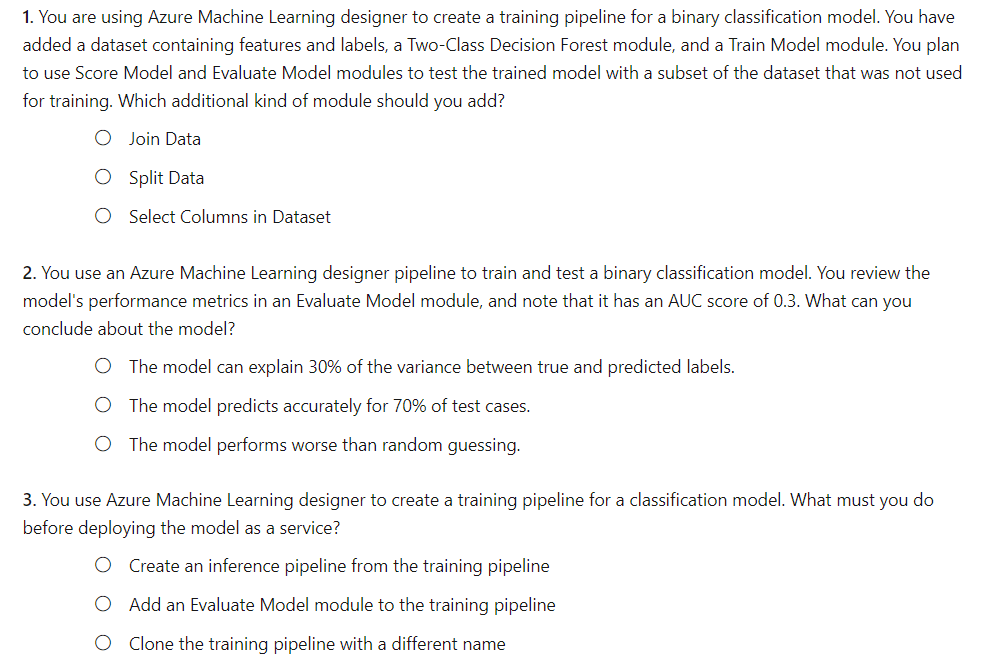 1. You are using Azure Machine Learning designer to create a training pipeline for a binary classification model. You have
added a dataset containing features and labels, a Two-Class Decision Forest module, and a Train Model module. You plan
to use Score Model and Evaluate Model modules to test the trained model with a subset of the dataset that was not used
for training. Which additional kind of module should you add?
Join Data
Split Data
Select Columns in Dataset
2. You use an Azure Machine Learning designer pipeline to train and test a binary classification model. You review the
model's performance metrics in an Evaluate Model module, and note that it has an AUC score of 0.3. What can you
conclude about the model?
The model can explain 30% of the variance between true and predicted labels.
The model predicts accurately for 70% of test cases.
The model performs worse than random guessing.
3. You use Azure Machine Learning designer to create a training pipeline for a classification model. What must you do
before deploying the model as a service?
Create an inference pipeline from the training pipeline
Add an Evaluate Model module to the training pipeline
Clone the training pipeline with a different name